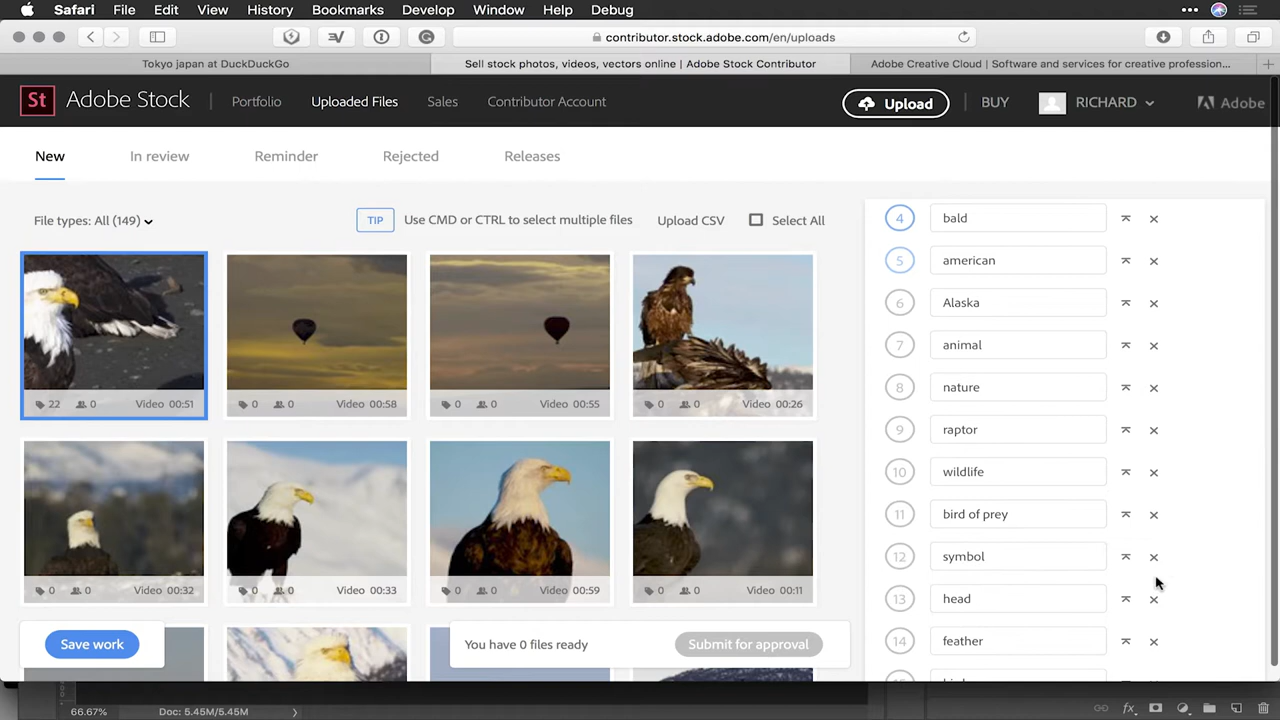 Safari File Edit View History Bookmarks Develop Window Help Debug
contributor.stock.adobe.com/en/uploads
Tokyo japan at DuckDuckGo
Sell stock photos, videos, vectors online | Adobe Stock Contributor
Adobe Creative Cloud | Software and services for creative profession...
St Adobe Stock Portfolio Uploaded Files Sales Contributor Account Upload BUY RICHARD Adobe
New In review Reminder Rejected Releases
File types: All (149) TIP Use CMD or CTRL to select multiple files Upload CSV Select All
22 0 Video 00:51
0 0 Video 00:58
0 0 Video 00:55
0 0 Video 00:26
0 0 Video 00:32
0 0 Video 00:33
0 0 Video 00:59
0 0 Video 00:11
Save work
You have 0 files ready Submit for approval
4 bald
5 american
6 Alaska
7 animal
8 nature
9 raptor
10 wildlife
11 bird of prey
12 symbol
13 head
14 feather
66.67% Doc: 5.45M/5.45M
fx